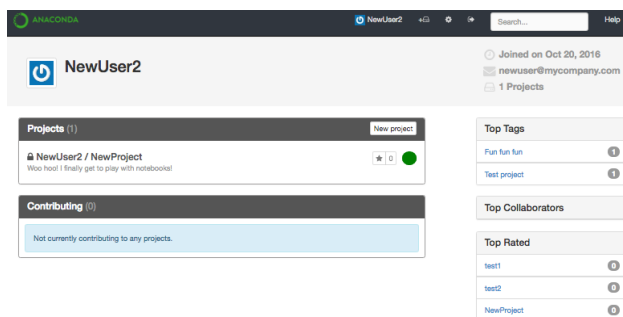 ANACONDA
NewUser2
Search...
Help
NewUser2
Joined on Oct 20, 2016
newuser@mycompany.com
1 Projects
Projects (1)
New project
NewUser2 / NewProject
Woo hoo! I finally get to play with notebooks!
0
Contributing (0)
Not currently contributing to any projects.
Top Tags
Fun fun fun
1
Test project
1
Top Collaborators
Top Rated
test1
0
test2
0
NewProject
0